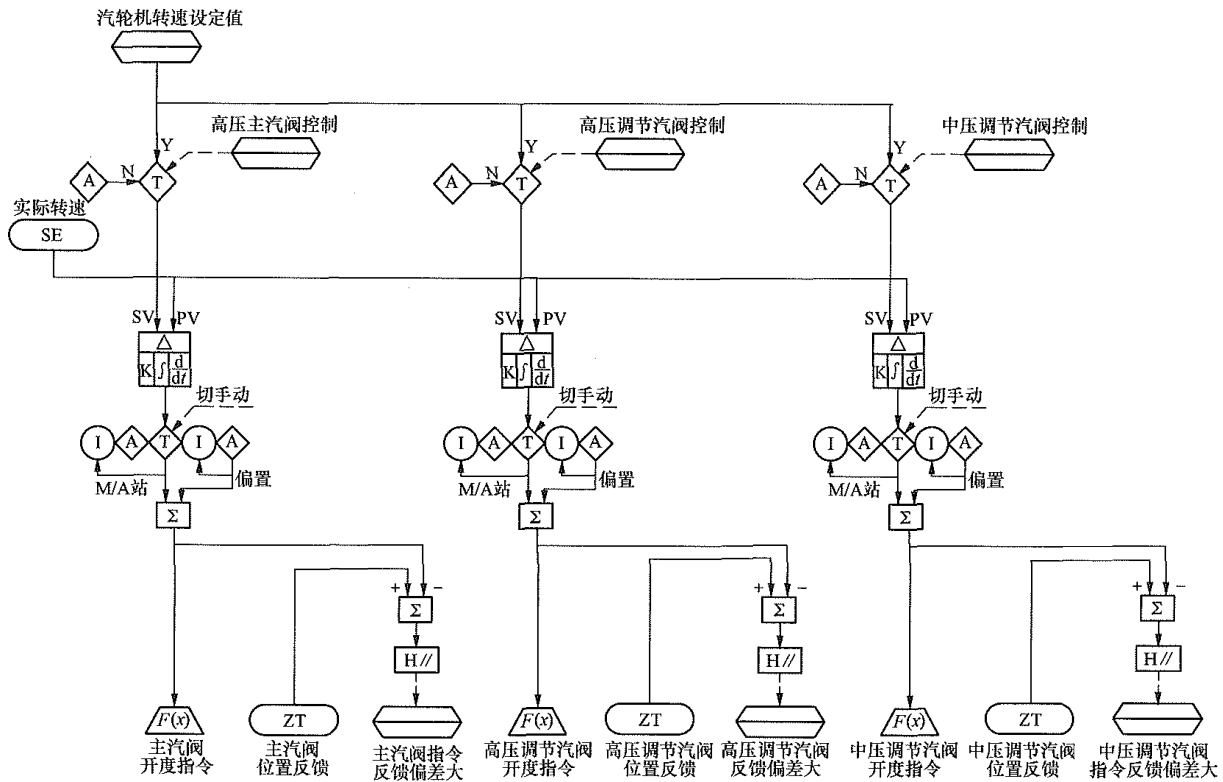 汽轮机转速设定值
Y
高压主汽阀控制
Y
高压调节汽阀控制
Y
中压调节汽阀控制
A
N
T
A
N
T
A
N
T
实际转速
SE
SV
PV
SV
PV
SV
PV
△
△
△
K
∫
d
dt
K
∫
d
dt
K
∫
d
dt
切手动
切手动
切手动
I
A
T
I
A
I
A
T
I
A
I
A
T
I
A
M/A站
偏置
M/A站
偏置
M/A站
偏置
Σ
Σ
Σ
+
−
+
−
+
−
Σ
Σ
Σ
H//
H//
H//
F(x)
ZT
F(x)
ZT
F(x)
ZT
主汽阀
开度指令
主汽阀
位置反馈
主汽阀指令
反馈偏差大
高压调节汽阀
开度指令
高压调节汽阀
位置反馈
高压调节汽阀
反馈偏差大
中压调节汽阀
开度指令
中压调节汽阀
位置反馈
中压调节汽阀
指令反馈偏差大